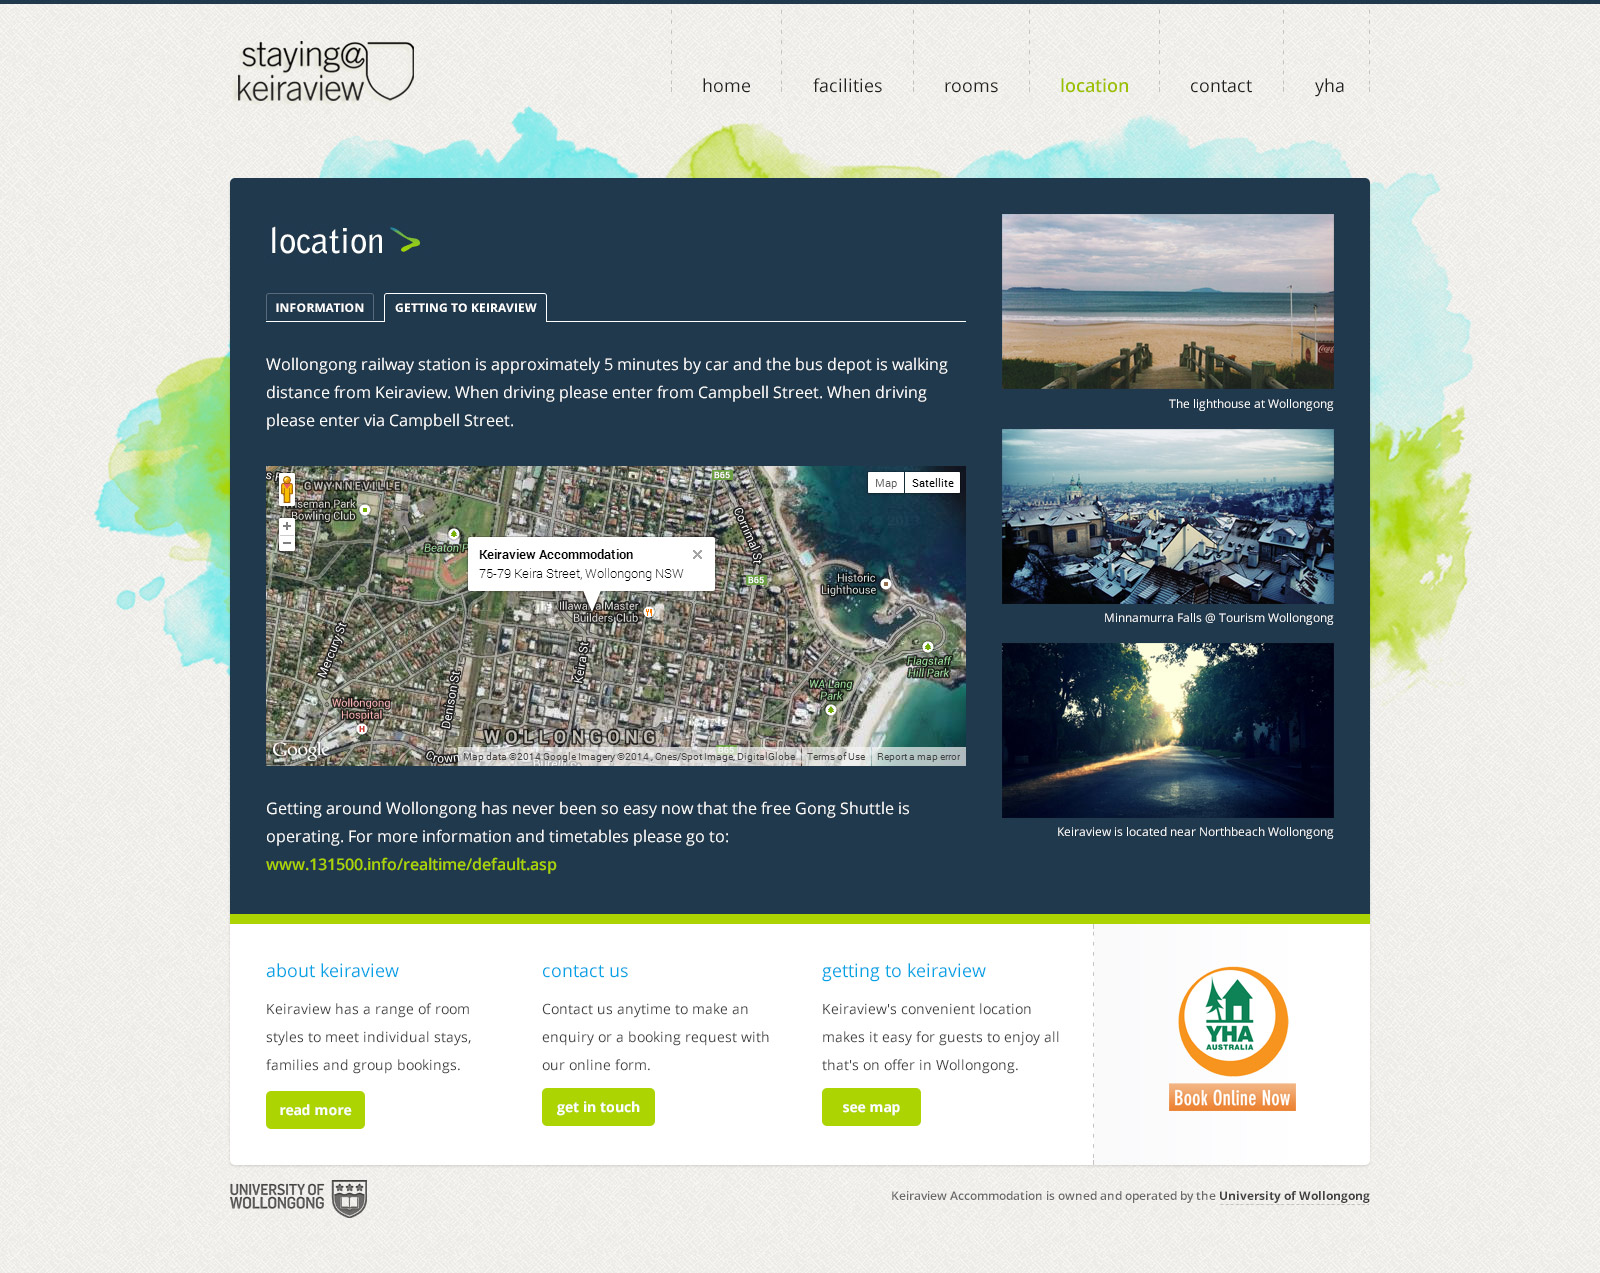 staying@
keiraview
home
facilities
rooms
location
contact
yha
location
INFORMATION
GETTING TO KEIRAVIEW
Wollongong railway station is approximately 5 minutes by car and the bus depot is walking
distance from Keiraview. When driving please enter from Campbell Street. When driving
please enter via Campbell Street.
GWYNNEVILLE
Bowling Club
B65
Map
Satellite
Corrimal St
Keiraview Accommodation
75-79 Keira Street, Wollongong NSW
B65
Historic
Lighthouse
Illawarra Master
Builders Club
Mercury St
Keira St
Denison St
Flagstaff
Hill Park
WA Lang
Park
Wollongong
Hospital
H
WOLLONGONG
B65
Google
Crown
Map data ©2014 Google Imagery ©2014 , Cnes/Spot Image, DigitalGlobe
Terms of Use
Report a map error
Getting around Wollongong has never been so easy now that the free Gong Shuttle is
operating. For more information and timetables please go to:
www.131500.info/realtime/default.asp
The lighthouse at Wollongong
Minnamurra Falls @ Tourism Wollongong
Keiraview is located near Northbeach Wollongong
about keiraview
Keiraview has a range of room
styles to meet individual stays,
families and group bookings.
read more
contact us
Contact us anytime to make an
enquiry or a booking request with
our online form.
get in touch
getting to keiraview
Keiraview's convenient location
makes it easy for guests to enjoy all
that's on offer in Wollongong.
see map
YHA
AUSTRALIA
Book Online Now
UNIVERSITY OF
WOLLONGONG
Keiraview Accommodation is owned and operated by the University of Wollongong